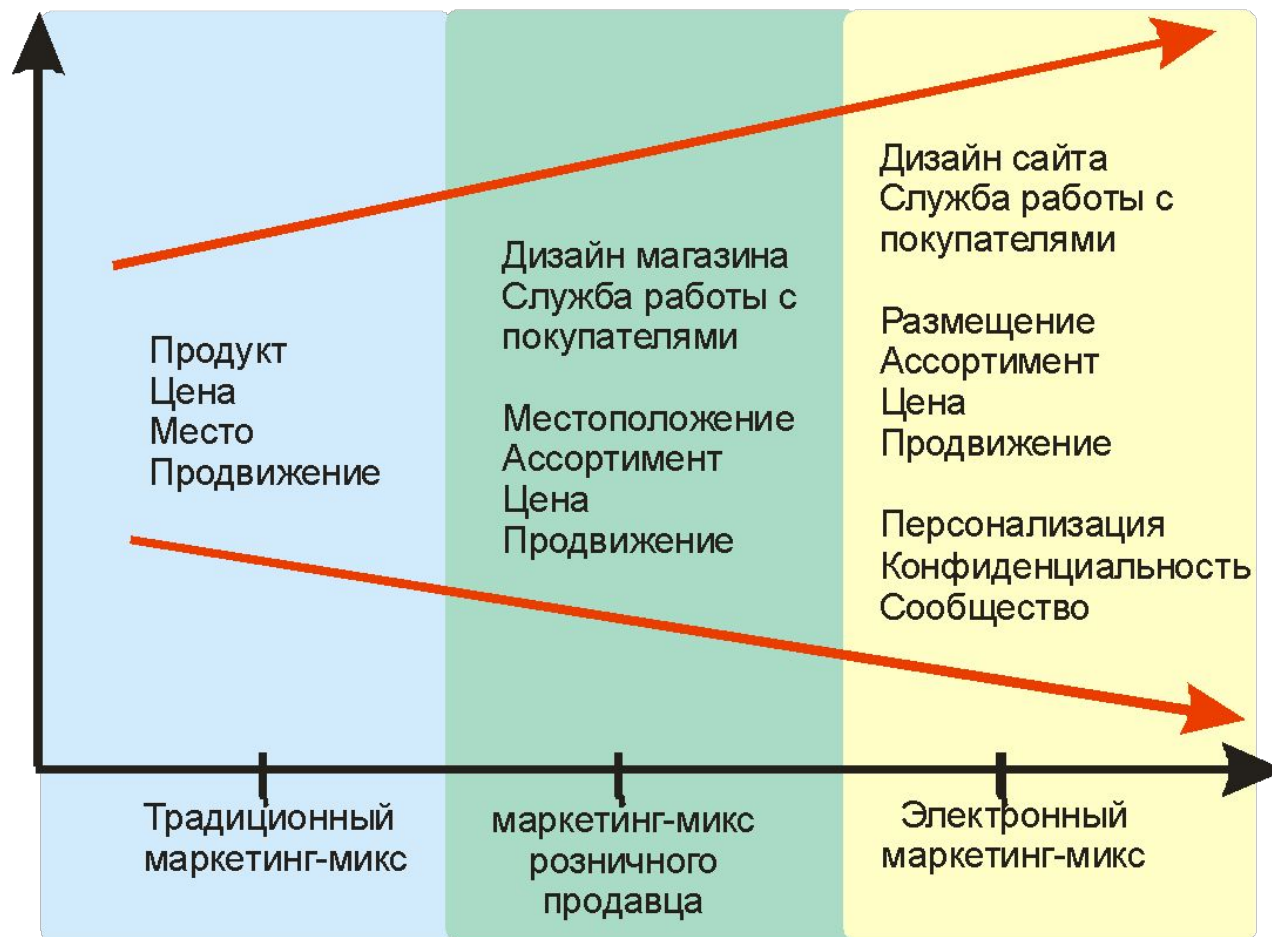 Продукт
Цена
Место
Продвижение
Дизайн магазина
Служба работы с
покупателями
Местоположение
Ассортимент
Цена
Продвижение
Дизайн сайта
Служба работы с
покупателями
Размещение
Ассортимент
Цена
Продвижение
Персонализация
Конфиденциальность
Сообщество
Традиционный
маркетинг-микс
маркетинг-микс
розничного
продавца
Электронный
маркетинг-микс